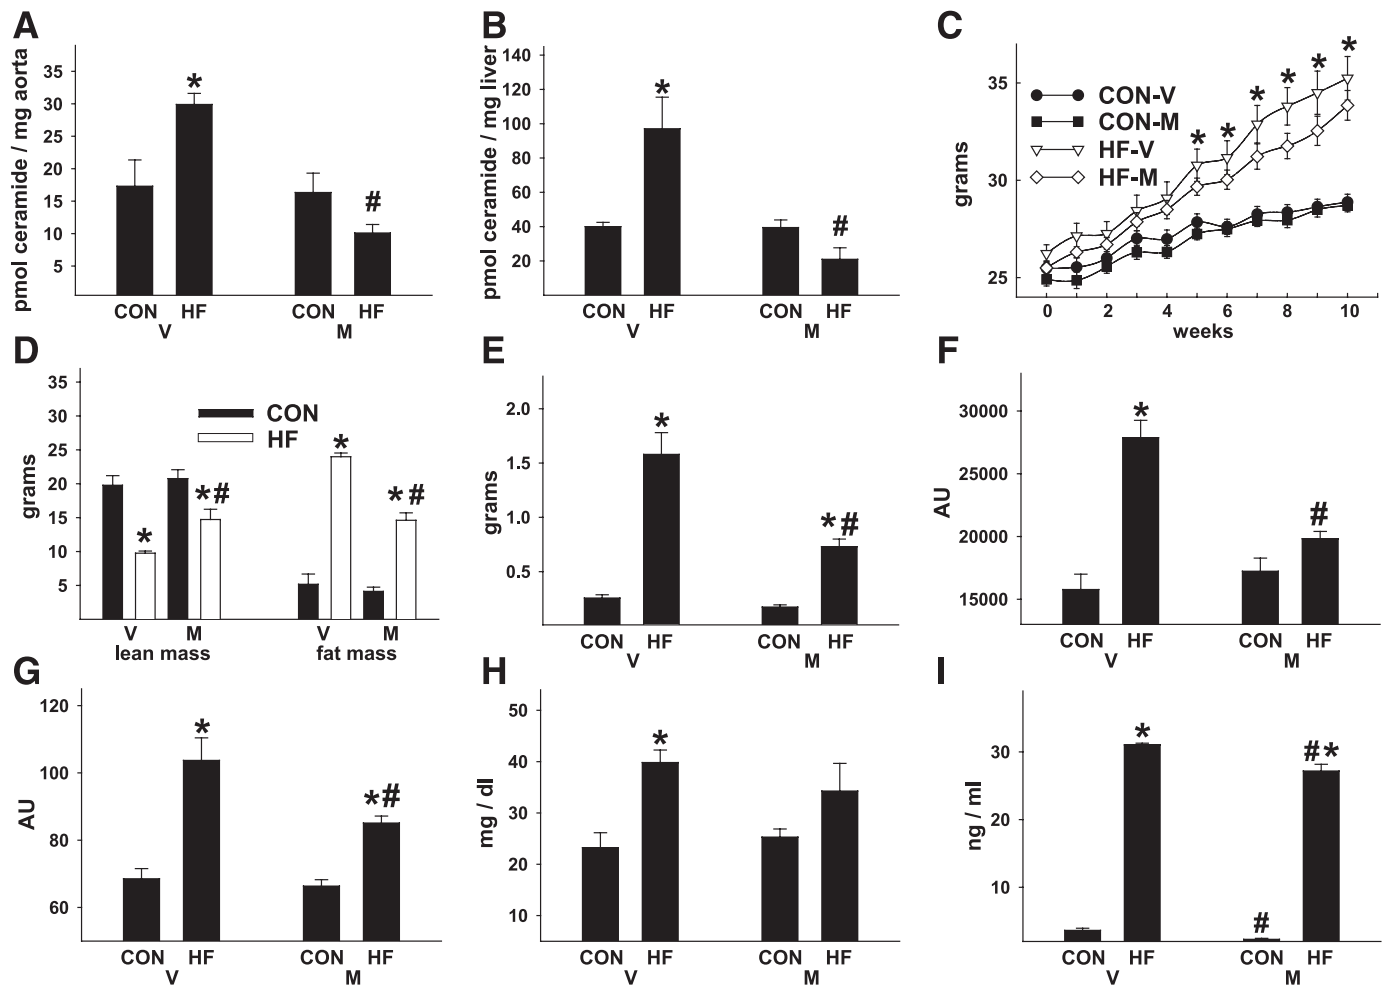 A
pmol ceramide / mg aorta
35
30
25
20
15
10
5
*
#
CON HF CON HF
V M
B
pmol ceramide / mg liver
140
120
100
80
60
40
20
*
#
CON HF CON HF
V M
C
grams
35
30
25
CON-V
CON-M
HF-V
HF-M
* * * * * *
0 2 4 6 8 10
weeks
D
grams
35
30
25
20
15
10
5
CON
HF
* *# * *#
V M V M
lean mass fat mass
E
grams
2.0
1.5
1.0
0.5
*
*#
CON HF CON HF
V M
F
AU
30000
25000
20000
15000
*
#
CON HF CON HF
V M
G
AU
120
100
80
60
*
*#
CON HF CON HF
V M
H
mg / dl
50
40
30
20
10
*
CON HF CON HF
V M
I
ng / ml
30
20
10
*
#
#*
CON HF CON HF
V M